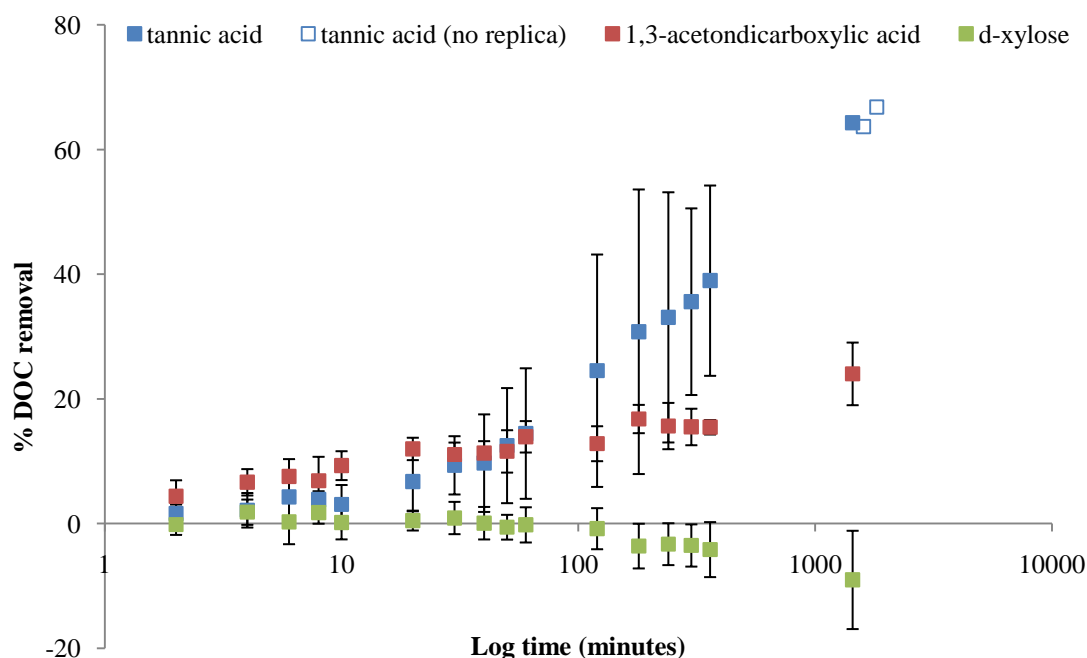 80
tannic acid tannic acid (no replica) 1,3-acetondicarboxylic acid d-xylose
60
40
20
0
-20
% DOC removal
1 10 100 1000 10000
Log time (minutes)